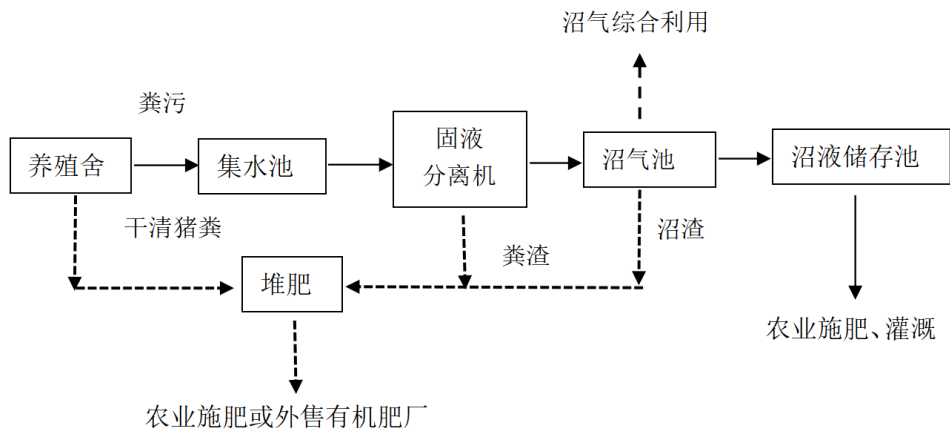 沼气综合利用
粪污
养殖舍
集水池
固液
分离机
沼气池
沼液储存池
干清猪粪
粪渣
沼渣
堆肥
农业施肥、灌溉
农业施肥或外售有机肥厂